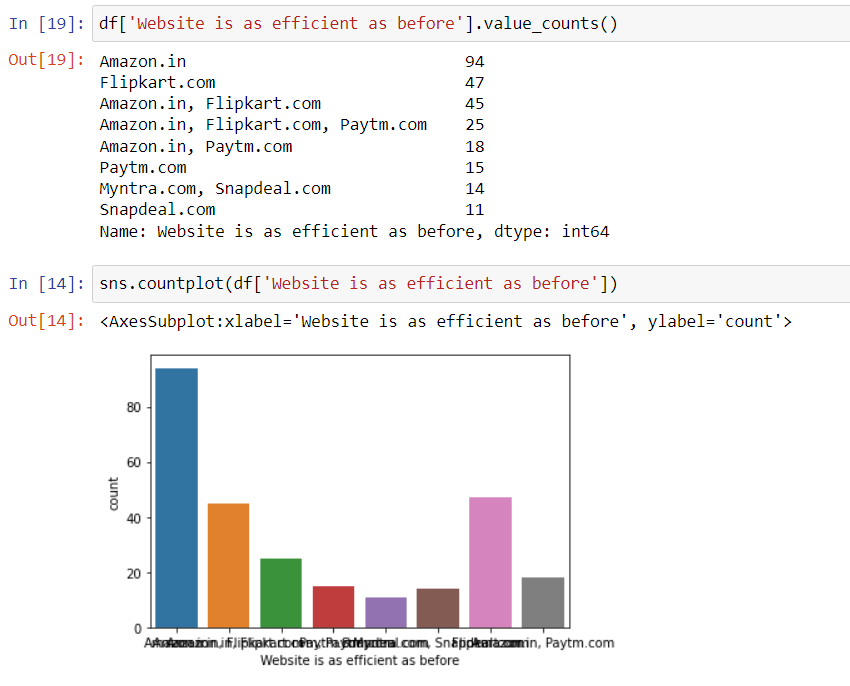 In [19]: df['Website is as efficient as before'].value_counts()
Out[19]: Amazon.in 94
Flipkart.com 47
Amazon.in, Flipkart.com 45
Amazon.in, Flipkart.com, Paytm.com 25
Amazon.in, Paytm.com 18
Paytm.com 15
Myntra.com, Snapdeal.com 14
Snapdeal.com 11
Name: Website is as efficient as before, dtype: int64
In [14]: sns.countplot(df['Website is as efficient as before'])
Out[14]: <AxesSubplot:xlabel='Website is as efficient as before', ylabel='count'>
80
60
count
40
20
0
Paytm.com
Website is as efficient as before